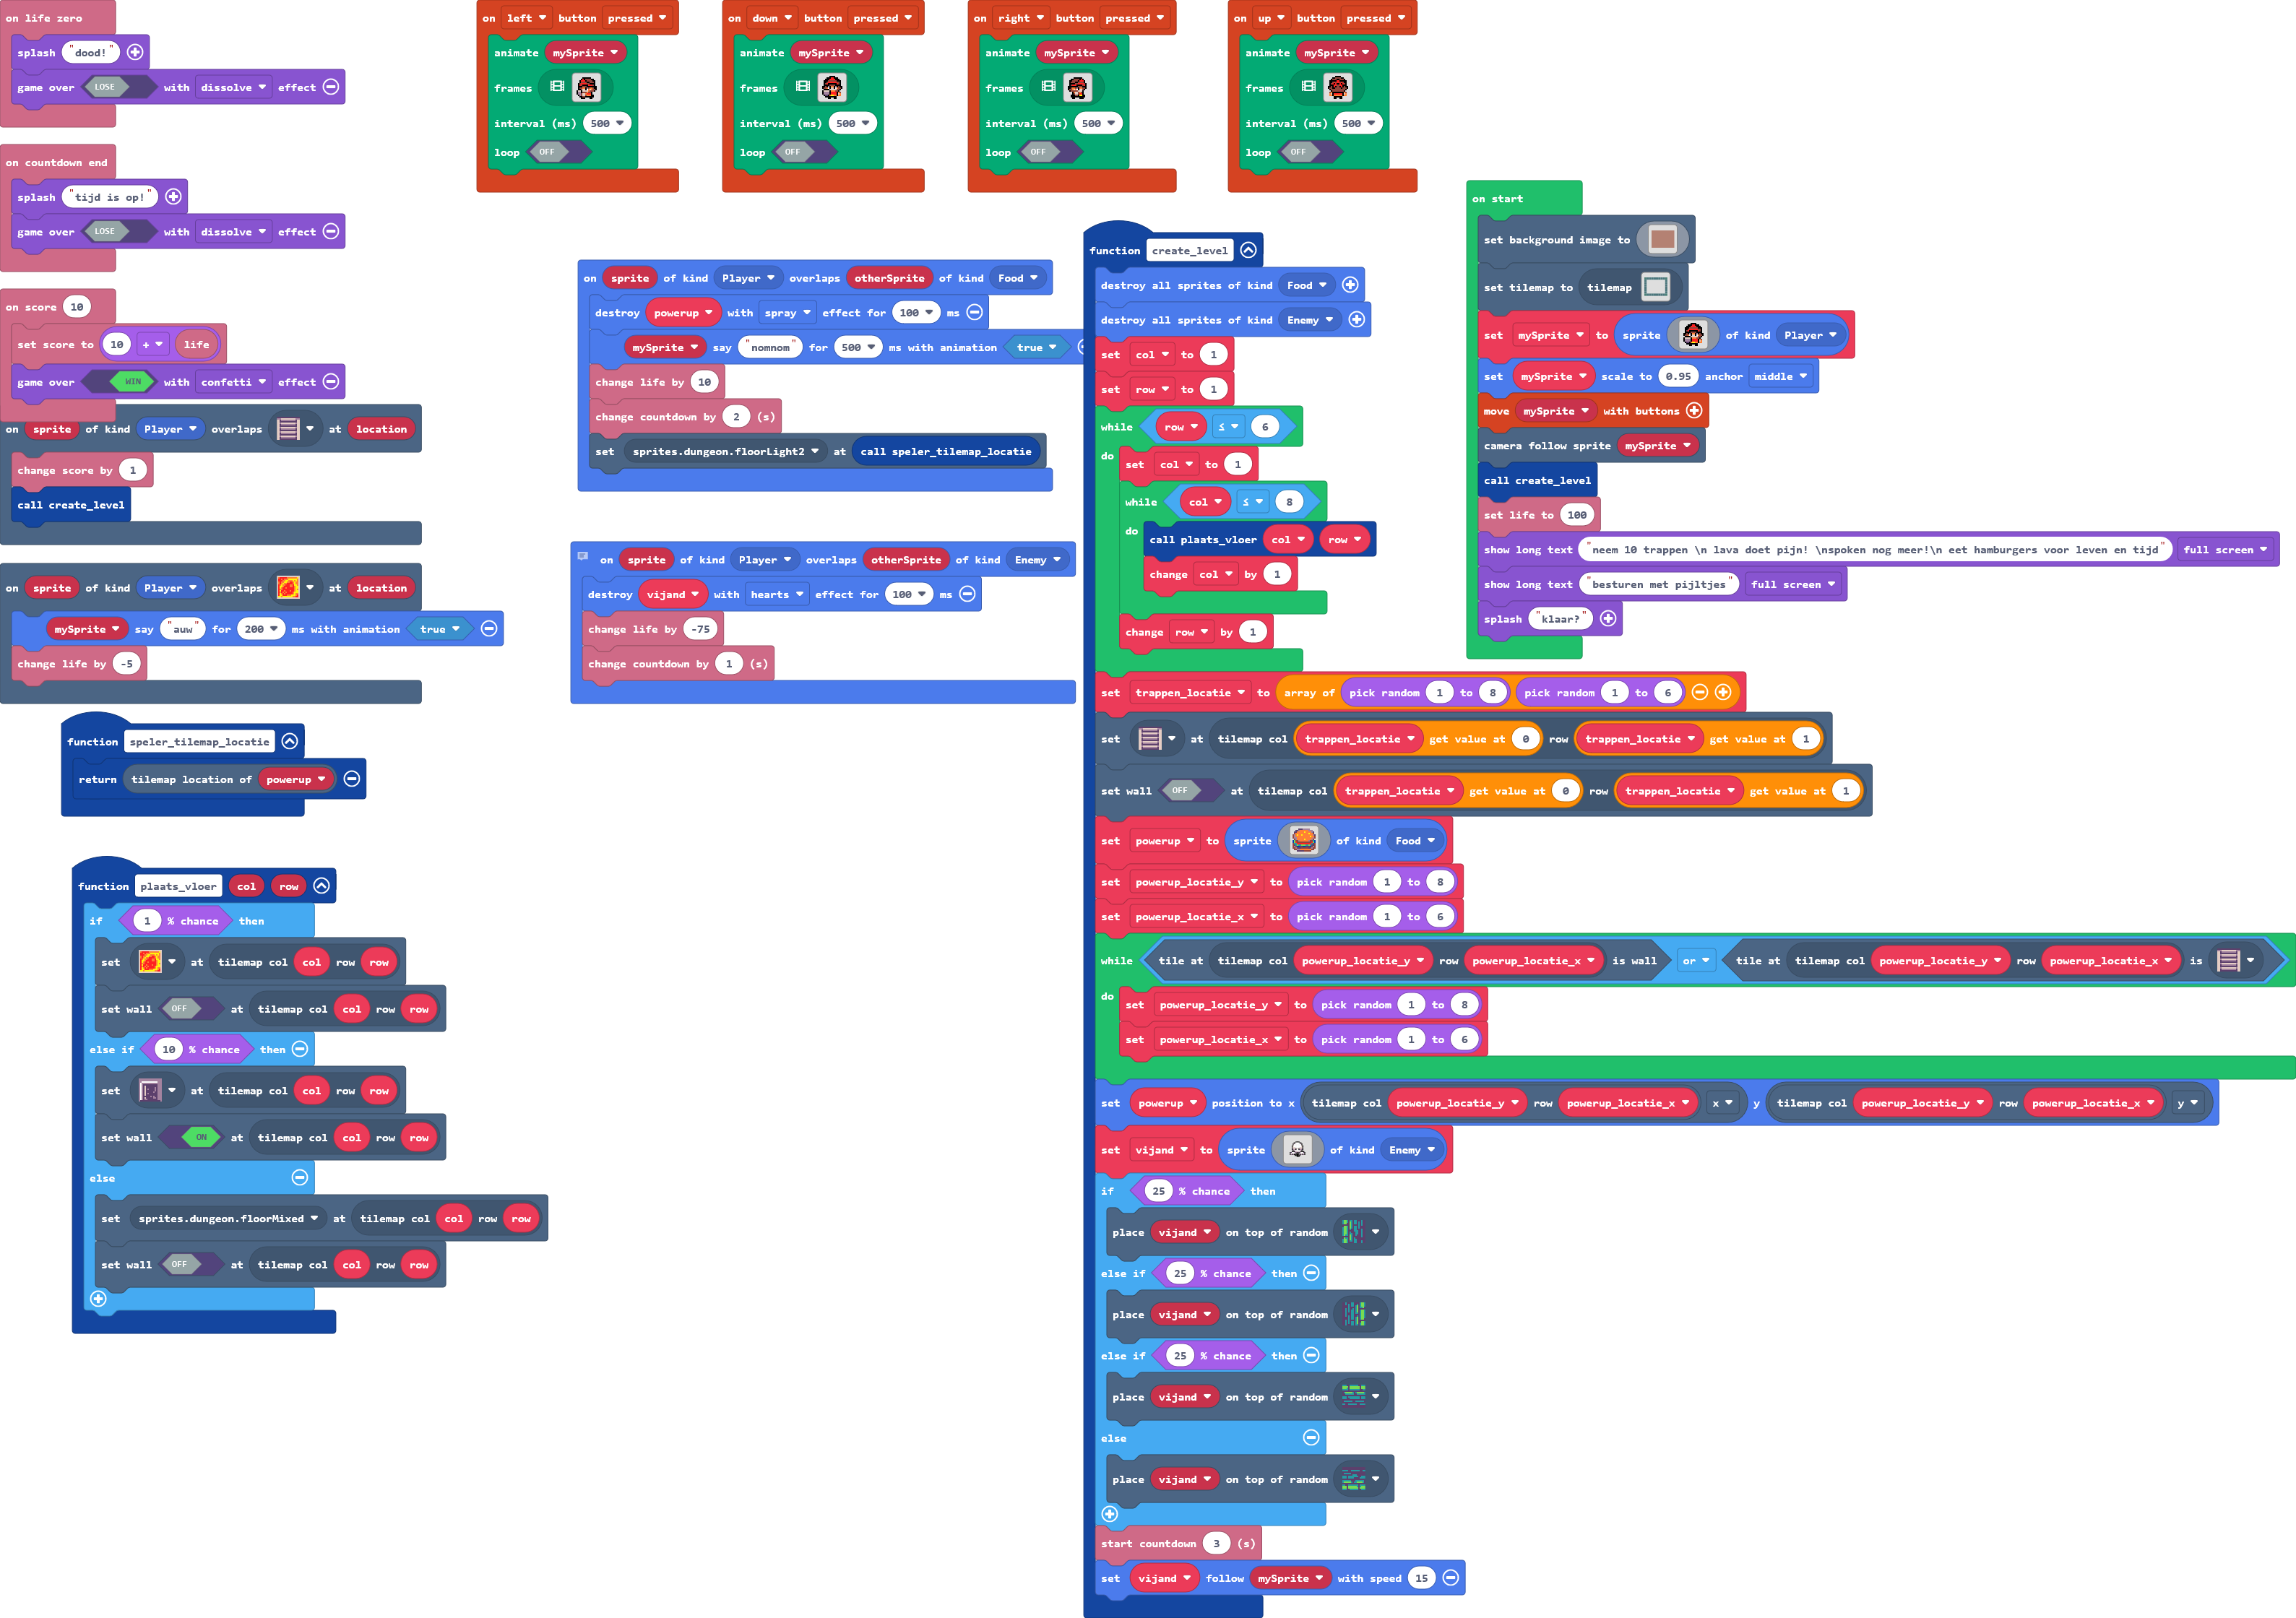 on life zero
splash "dood!"
game over LOSE with dissolve effect
on countdown end
splash "tijd is op!"
game over LOSE with dissolve effect
on score 10
set score to 10 + life
game over WIN with confetti effect
on sprite of kind Player overlaps at location
change score by 1
call create_level
on sprite of kind Player overlaps at location
mySprite say "auw" for 200 ms with animation true
change life by -5
function speler_tilemap_locatie
return tilemap location of powerup
function plaats_vloer col row
if 1 % chance then
set at tilemap col col row row
set wall OFF at tilemap col col row row
else if 10 % chance then
set at tilemap col col row row
set wall ON at tilemap col col row row
else
set sprites.dungeon.floorMixed at tilemap col col row row
set wall OFF at tilemap col col row row
on left button pressed
animate mySprite
frames
interval (ms) 500
loop OFF
on down button pressed
animate mySprite
frames
interval (ms) 500
loop OFF
on right button pressed
animate mySprite
frames
interval (ms) 500
loop OFF
on up button pressed
animate mySprite
frames
interval (ms) 500
loop OFF
on sprite of kind Player overlaps otherSprite of kind Food
destroy powerup with spray effect for 100 ms
mySprite say "nomnom" for 500 ms with animation true
change life by 10
change countdown by 2 (s)
set sprites.dungeon.floorLight2 at call speler_tilemap_locatie
on sprite of kind Player overlaps otherSprite of kind Enemy
destroy vijand with hearts effect for 100 ms
change life by -75
change countdown by 1 (s)
function create_level
destroy all sprites of kind Food
destroy all sprites of kind Enemy
set col to 1
set row to 1
while row ≤ 6
do set col to 1
while col ≤ 8
do call plaats_vloer col row
change col by 1
change row by 1
set trappen_locatie to array of pick random 1 to 8 pick random 1 to 6
set at tilemap col trappen_locatie get value at 0 row trappen_locatie get value at 1
set wall OFF at tilemap col trappen_locatie get value at 0 row trappen_locatie get value at 1
set powerup to sprite of kind Food
set powerup_locatie_y to pick random 1 to 8
set powerup_locatie_x to pick random 1 to 6
while tile at tilemap col powerup_locatie_y row powerup_locatie_x is wall or tile at tilemap col powerup_locatie_y row powerup_locatie_x is
do set powerup_locatie_y to pick random 1 to 8
set powerup_locatie_x to pick random 1 to 6
set powerup position to x tilemap col powerup_locatie_y row powerup_locatie_x x y tilemap col powerup_locatie_y row powerup_locatie_x y
set vijand to sprite of kind Enemy
if 25 % chance then
place vijand on top of random
else if 25 % chance then
place vijand on top of random
else if 25 % chance then
place vijand on top of random
else
place vijand on top of random
start countdown 3 (s)
set vijand follow mySprite with speed 15
on start
set background image to
set tilemap to tilemap
set mySprite to sprite of kind Player
set mySprite scale to 0.95 anchor middle
move mySprite with buttons
camera follow sprite mySprite
call create_level
set life to 100
show long text "neem 10 trappen \n lava doet pijn! \nspoken nog meer!\n eet hamburgers voor leven en tijd" full screen
show long text "besturen met pijltjes" full screen
splash "klaar?"